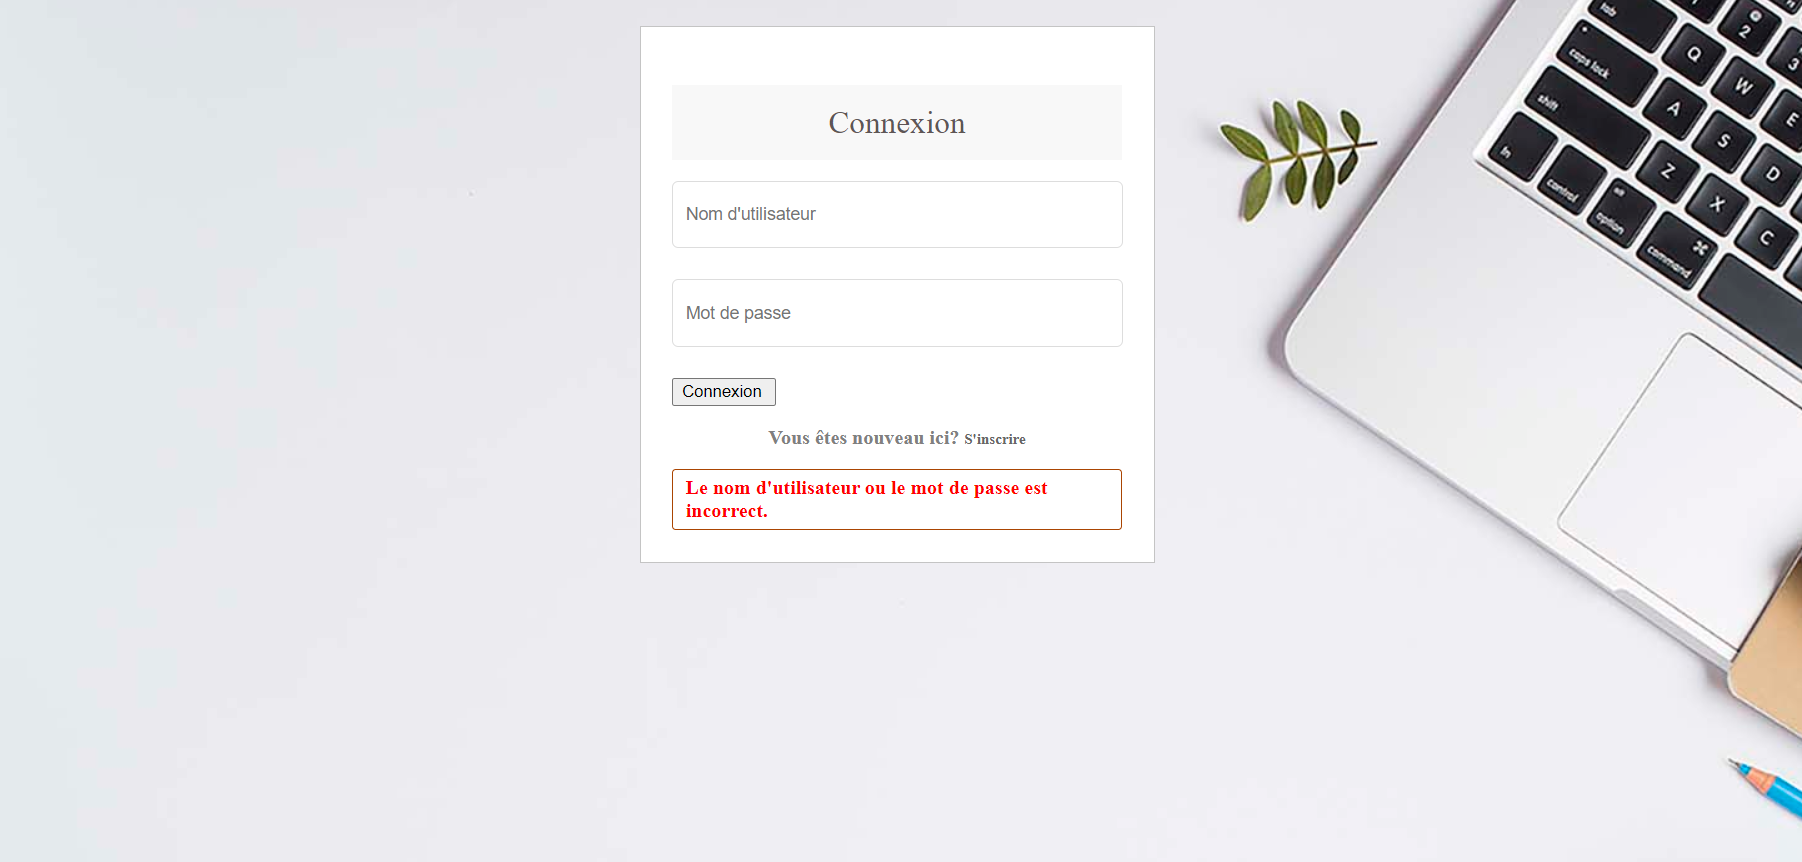 Connexion
Nom d'utilisateur
Mot de passe
Connexion
Vous êtes nouveau ici? S'inscrire
Le nom d'utilisateur ou le mot de passe est
incorrect.
tab
caps lock
shift
fn
control
alt
option
command
⌘
Q
W
E
A
S
D
Z
X
C
2
3